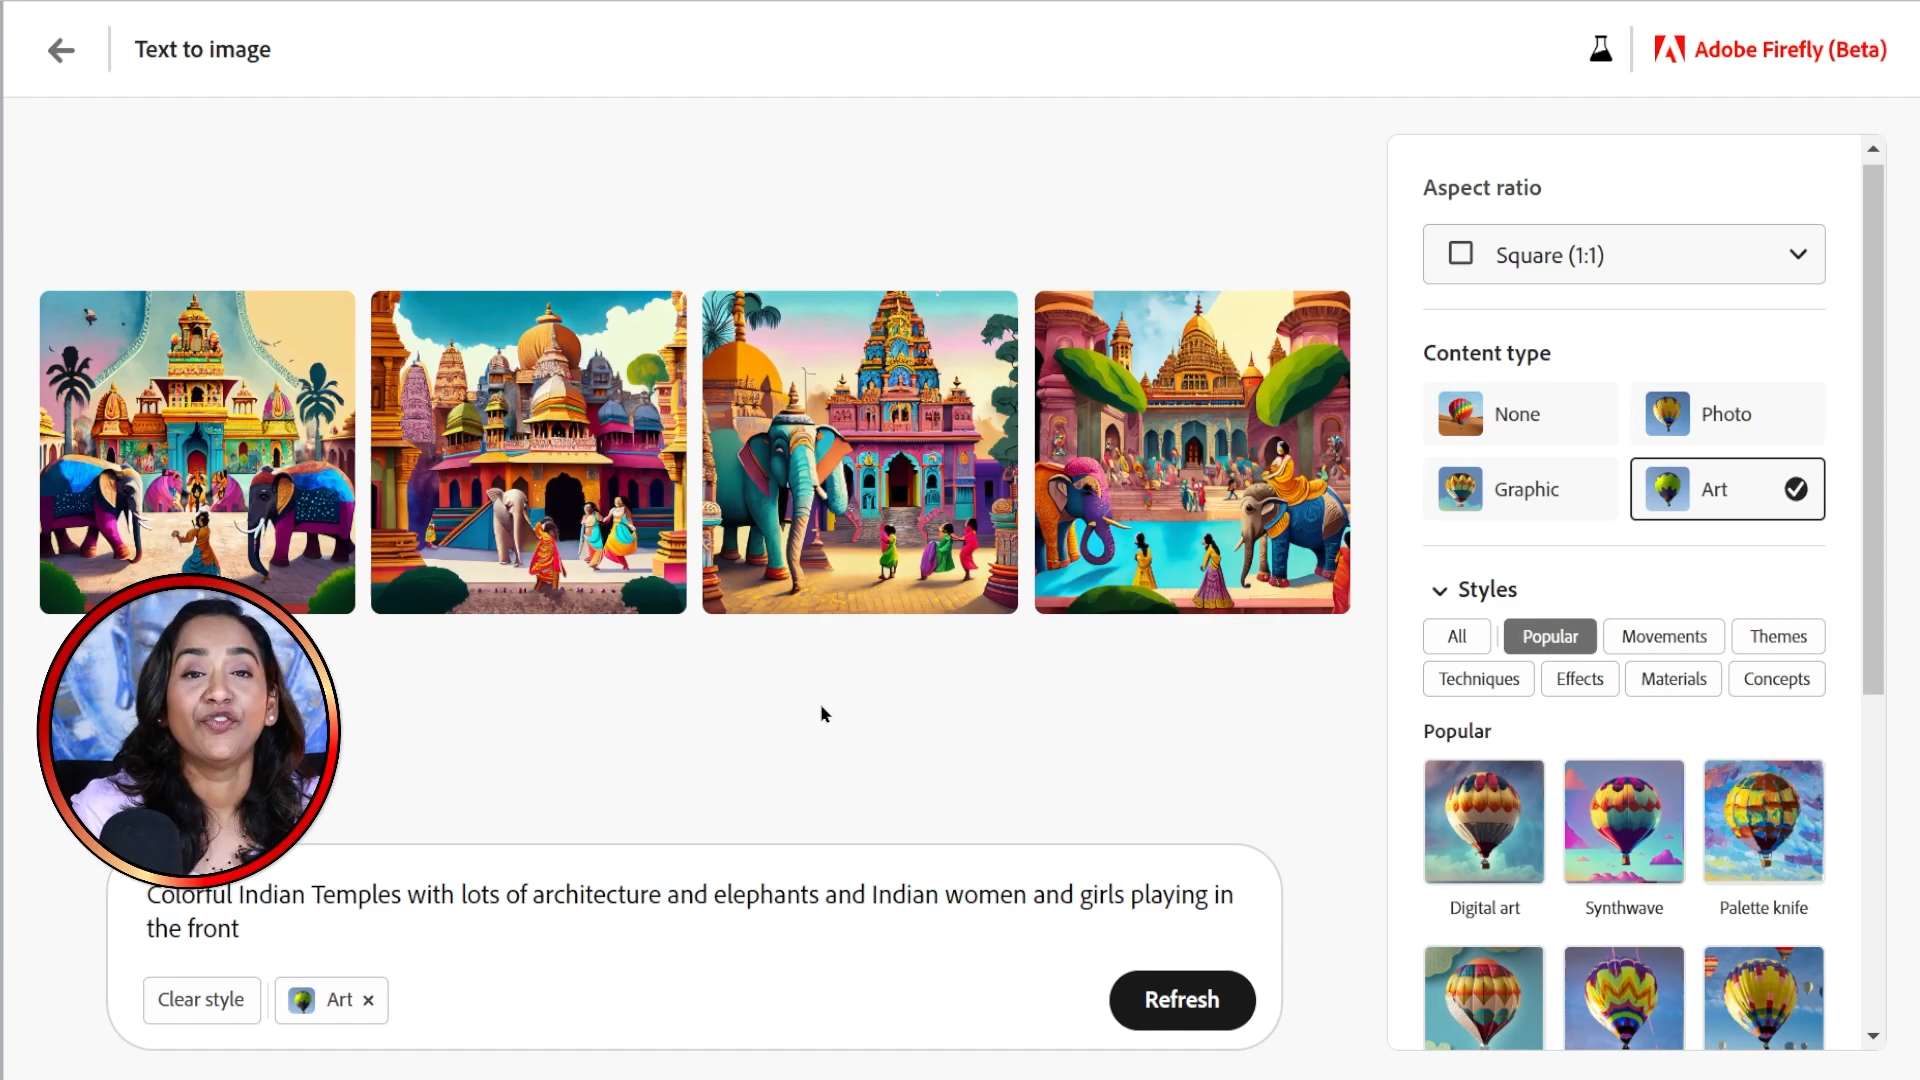 Text to image
Adobe Firefly (Beta)
Aspect ratio
Square (1:1)
Content type
None
Photo
Graphic
Art
Styles
All
Popular
Movements
Themes
Techniques
Effects
Materials
Concepts
Popular
Digital art
Synthwave
Palette knife
Colorful Indian Temples with lots of architecture and elephants and Indian women and girls playing in
the front
Clear style
Art
Refresh